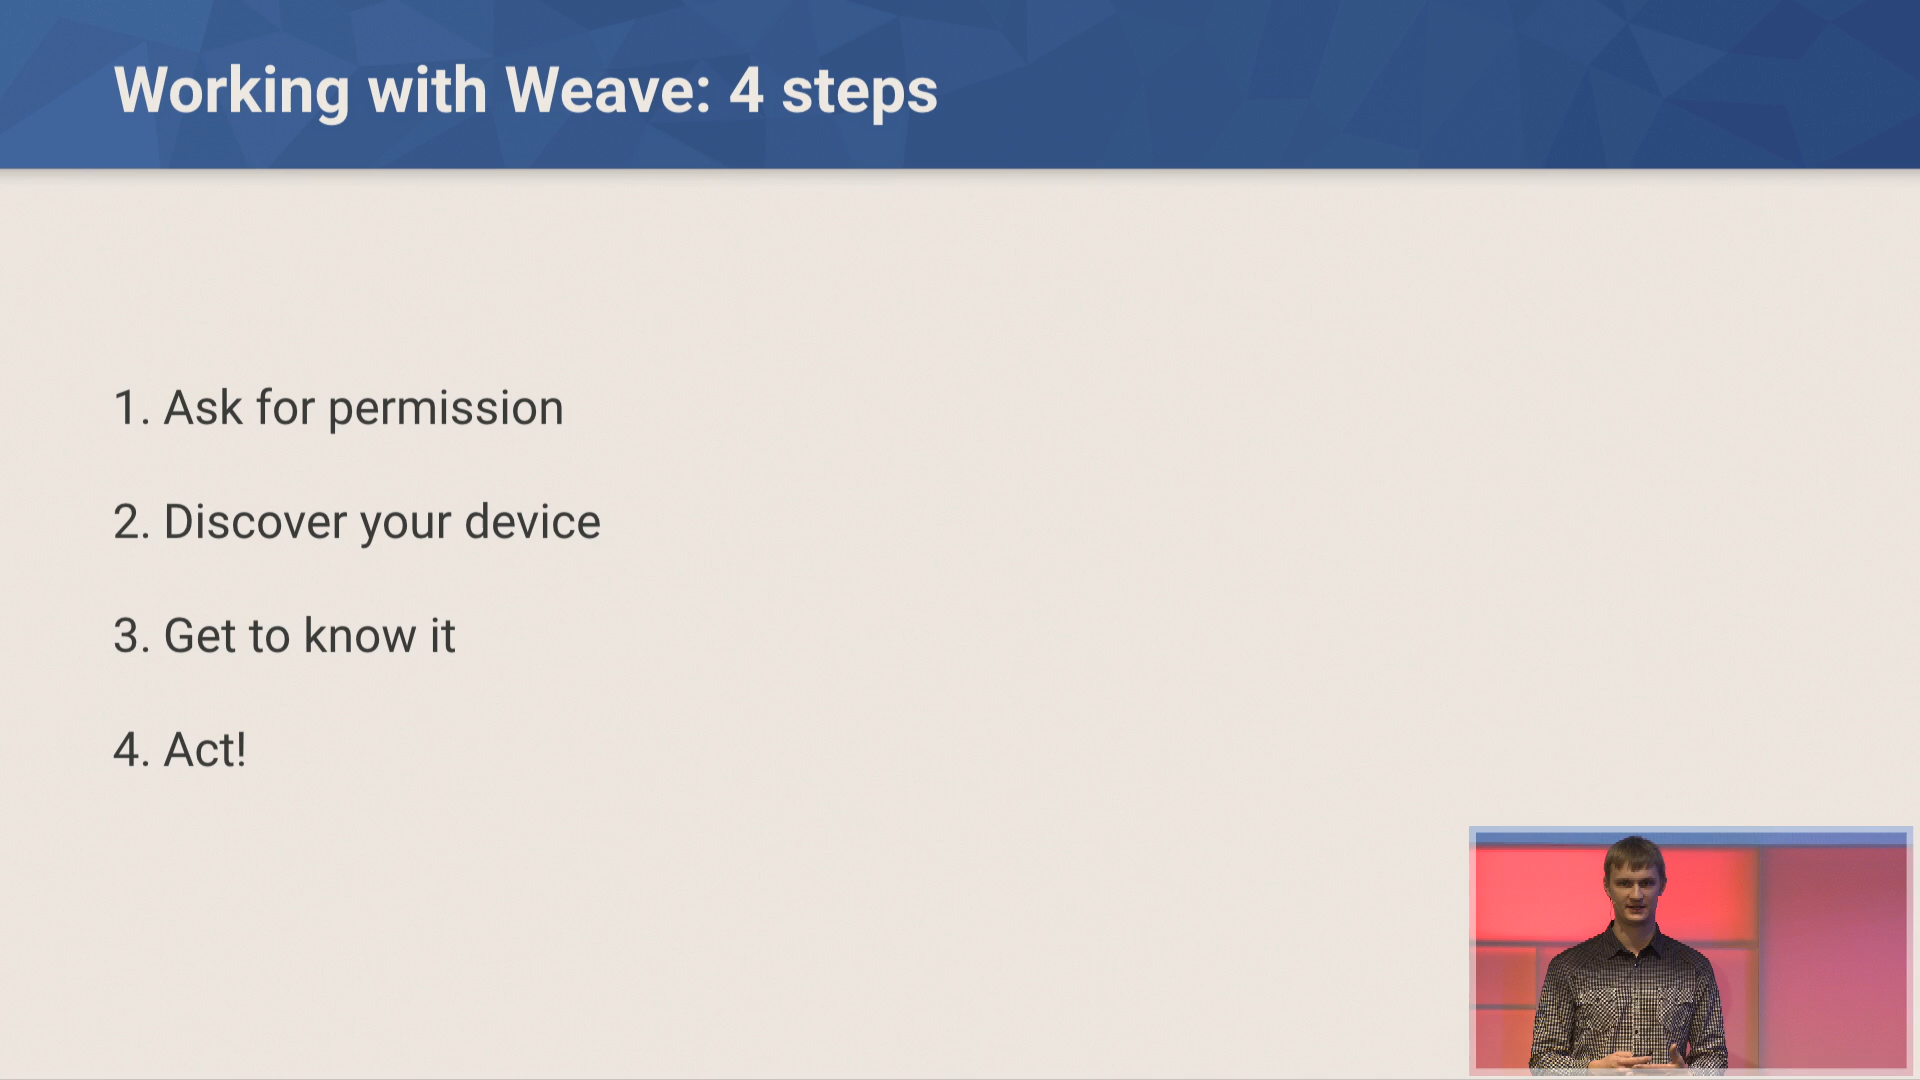 Working with Weave: 4 steps
1. Ask for permission
2. Discover your device
3. Get to know it
4. Act!